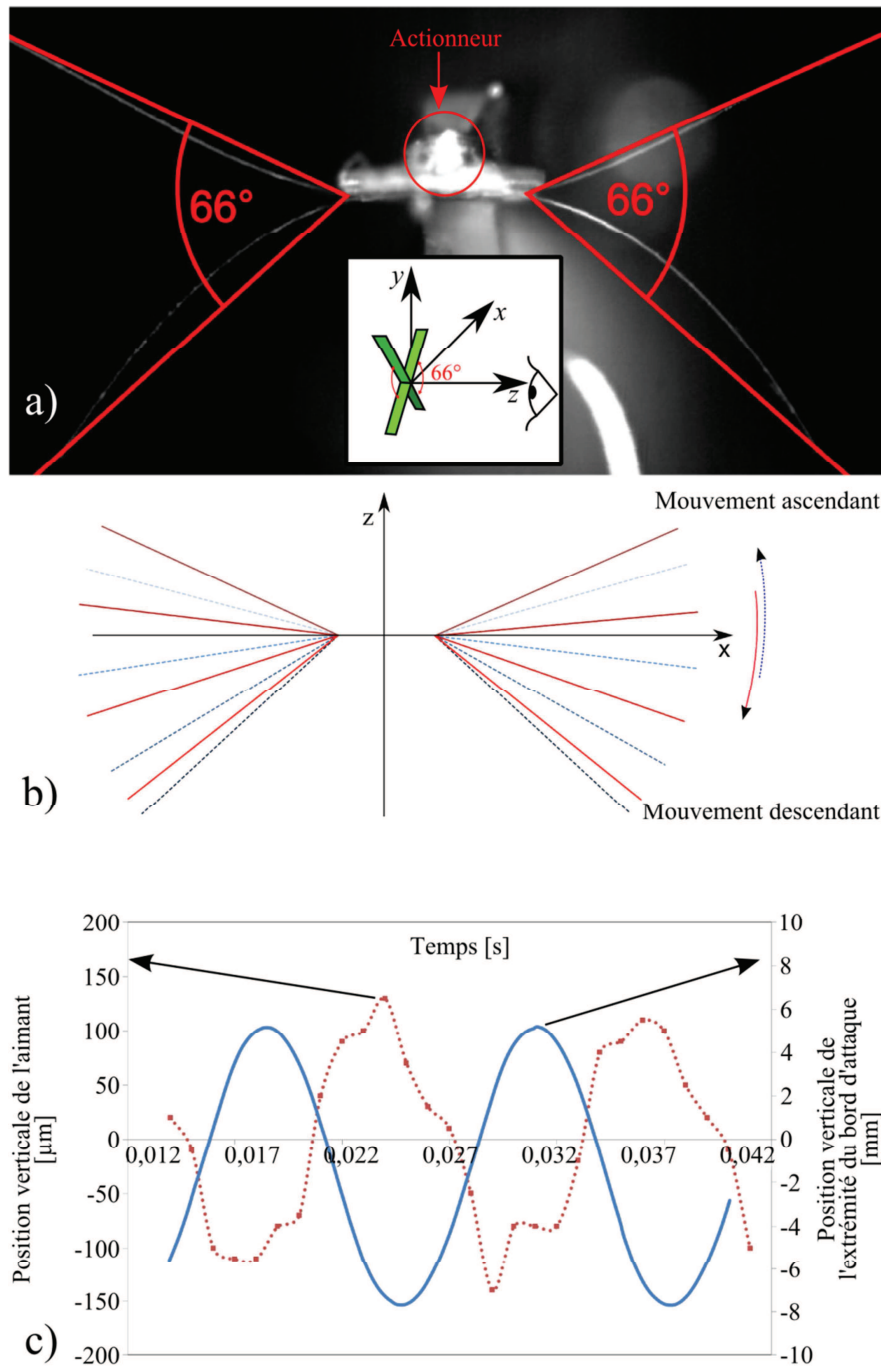 Actionneur
66°
66°
y
x
66°
z
a)
z
Mouvement ascendant
x
b)
Mouvement descendant
200
150
100
50
0
-50
-100
-150
-200
Position verticale de l'aimant
[µm]
Temps [s]
0,012 0,017 0,022 0,027 0,032 0,037 0,042
10
8
6
4
2
0
-2
-4
-6
-8
-10
Position verticale de
l'extrémité du bord d'attaque
[mm]
c)